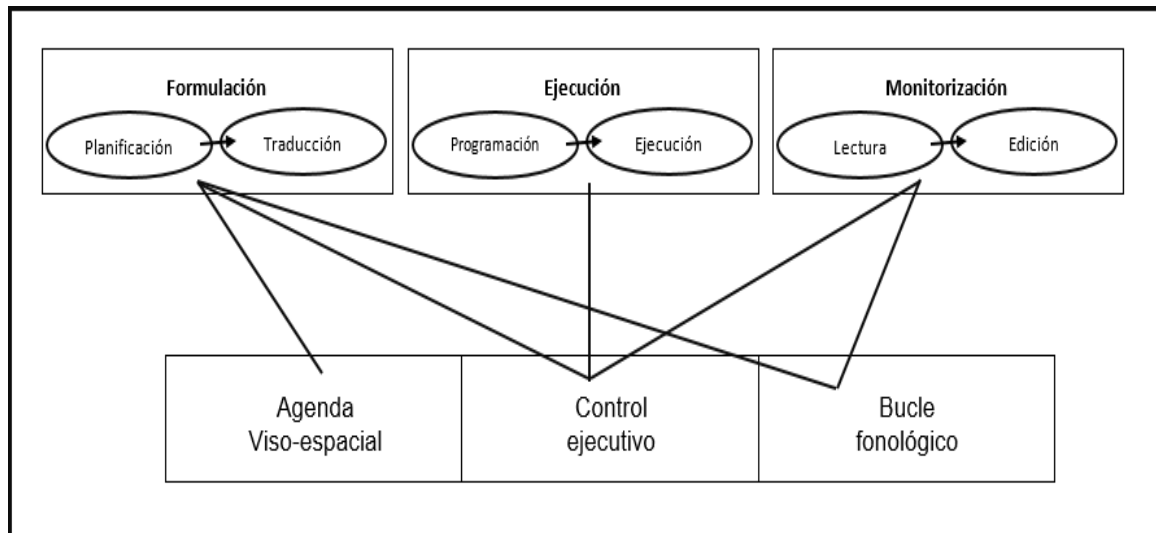 Formulación
Planificación
Traducción
Ejecución
Programación
Ejecución
Monitorización
Lectura
Edición
Agenda
Viso-espacial
Control
ejecutivo
Bucle
fonológico